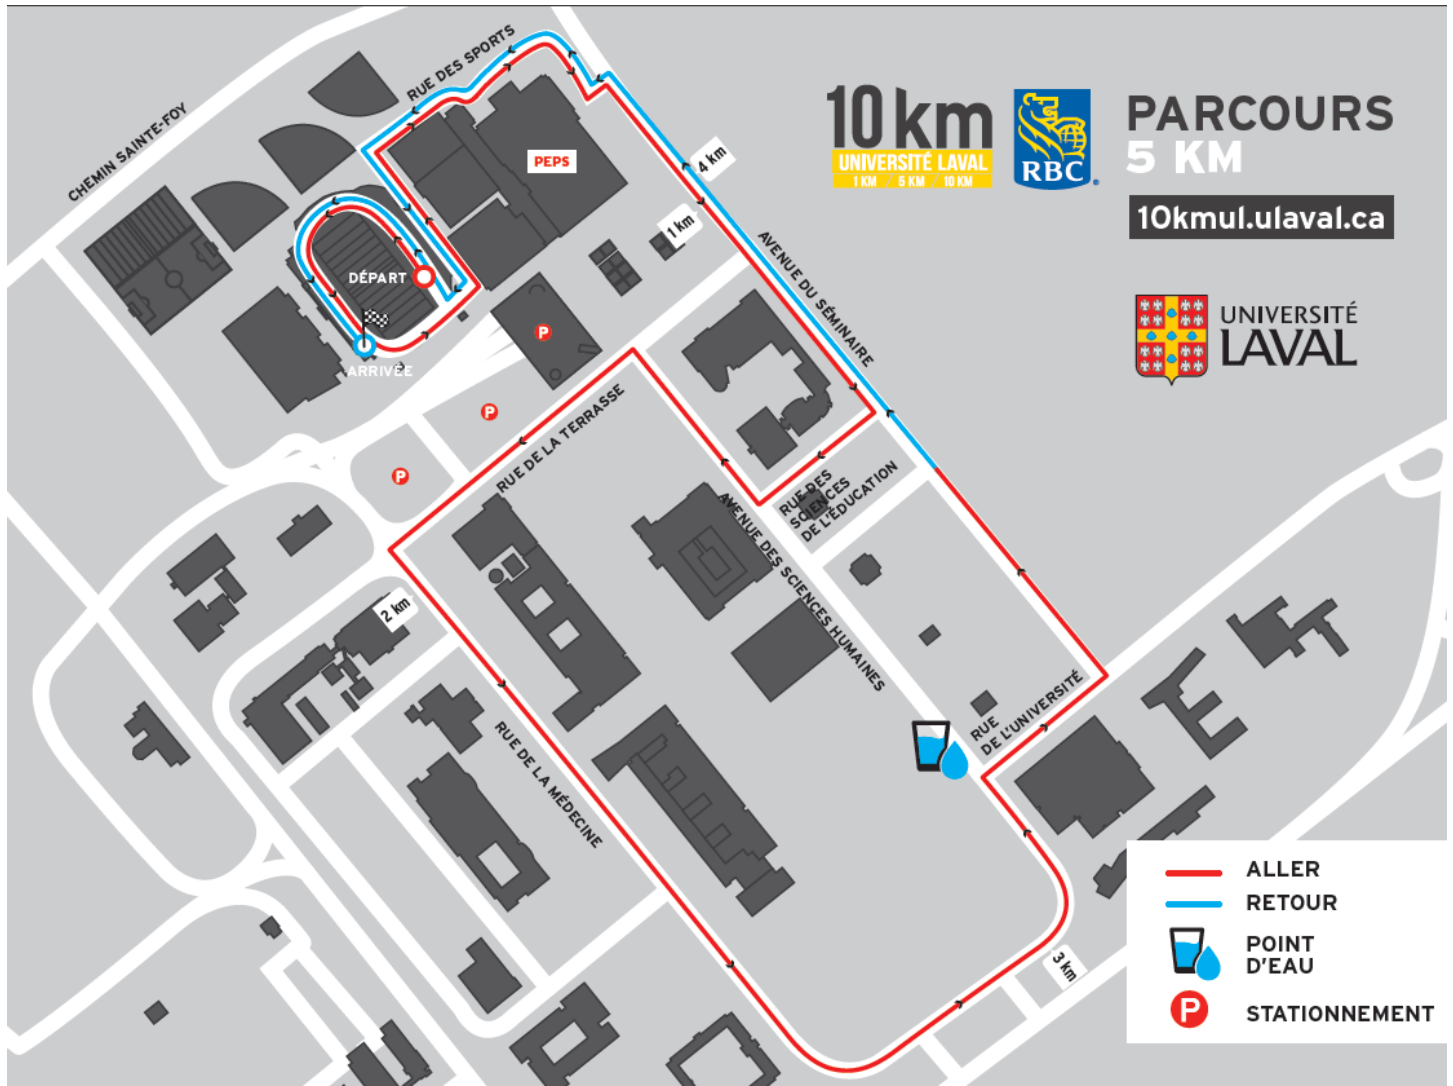 10 km
UNIVERSITÉ LAVAL
1 KM / 5 KM / 10 KM
RBC
PARCOURS
5 KM
10kmul.ulaval.ca
UNIVERSITÉ
LAVAL
RUE DES SPORTS
CHEMIN SAINTE-FOY
PEPS
4 km
1 km
AVENUE DU SÉMINAIRE
DÉPART
ARRIVÉE
P
P
P
RUE DE LA TERRASSE
RUE DES
SCIENCES
DE L'ÉDUCATION
AVENUE DES SCIENCES HUMAINES
2 km
RUE DE LA MÉDECINE
RUE
DE L'UNIVERSITÉ
3 km
ALLER
RETOUR
POINT
D'EAU
P
STATIONNEMENT